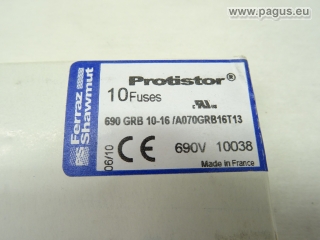 © www.pagus.eu
Ferraz
Shawmut
Protistor®
10 Fuses
690 GRB 10-16 /A070GRB16T13
06/10
CE
690V 10038
Made in France